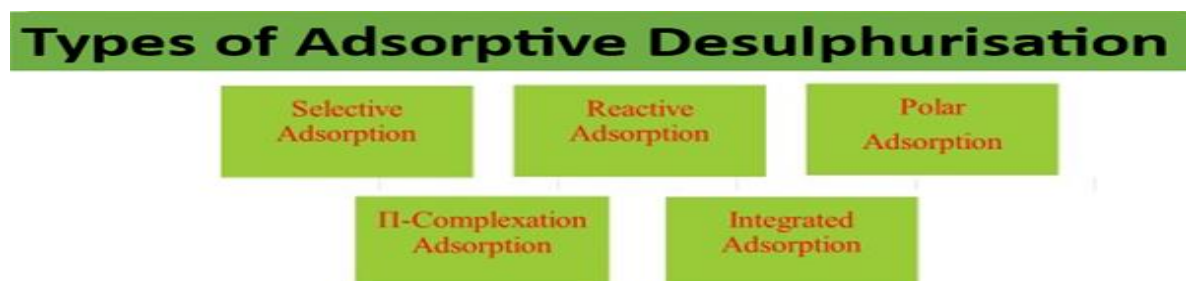 Types of Adsorptive Desulphurisation
Selective
Adsorption
Reactive
Adsorption
Polar
Adsorption
Π-Complexation
Adsorption
Integrated
Adsorption